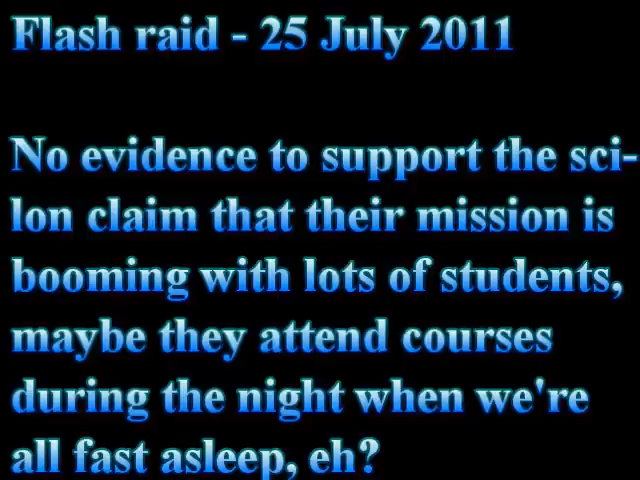 Flash raid - 25 July 2011
No evidence to support the sci-
lon claim that their mission is
booming with lots of students,
maybe they attend courses
during the night when we're
all fast asleep, eh?